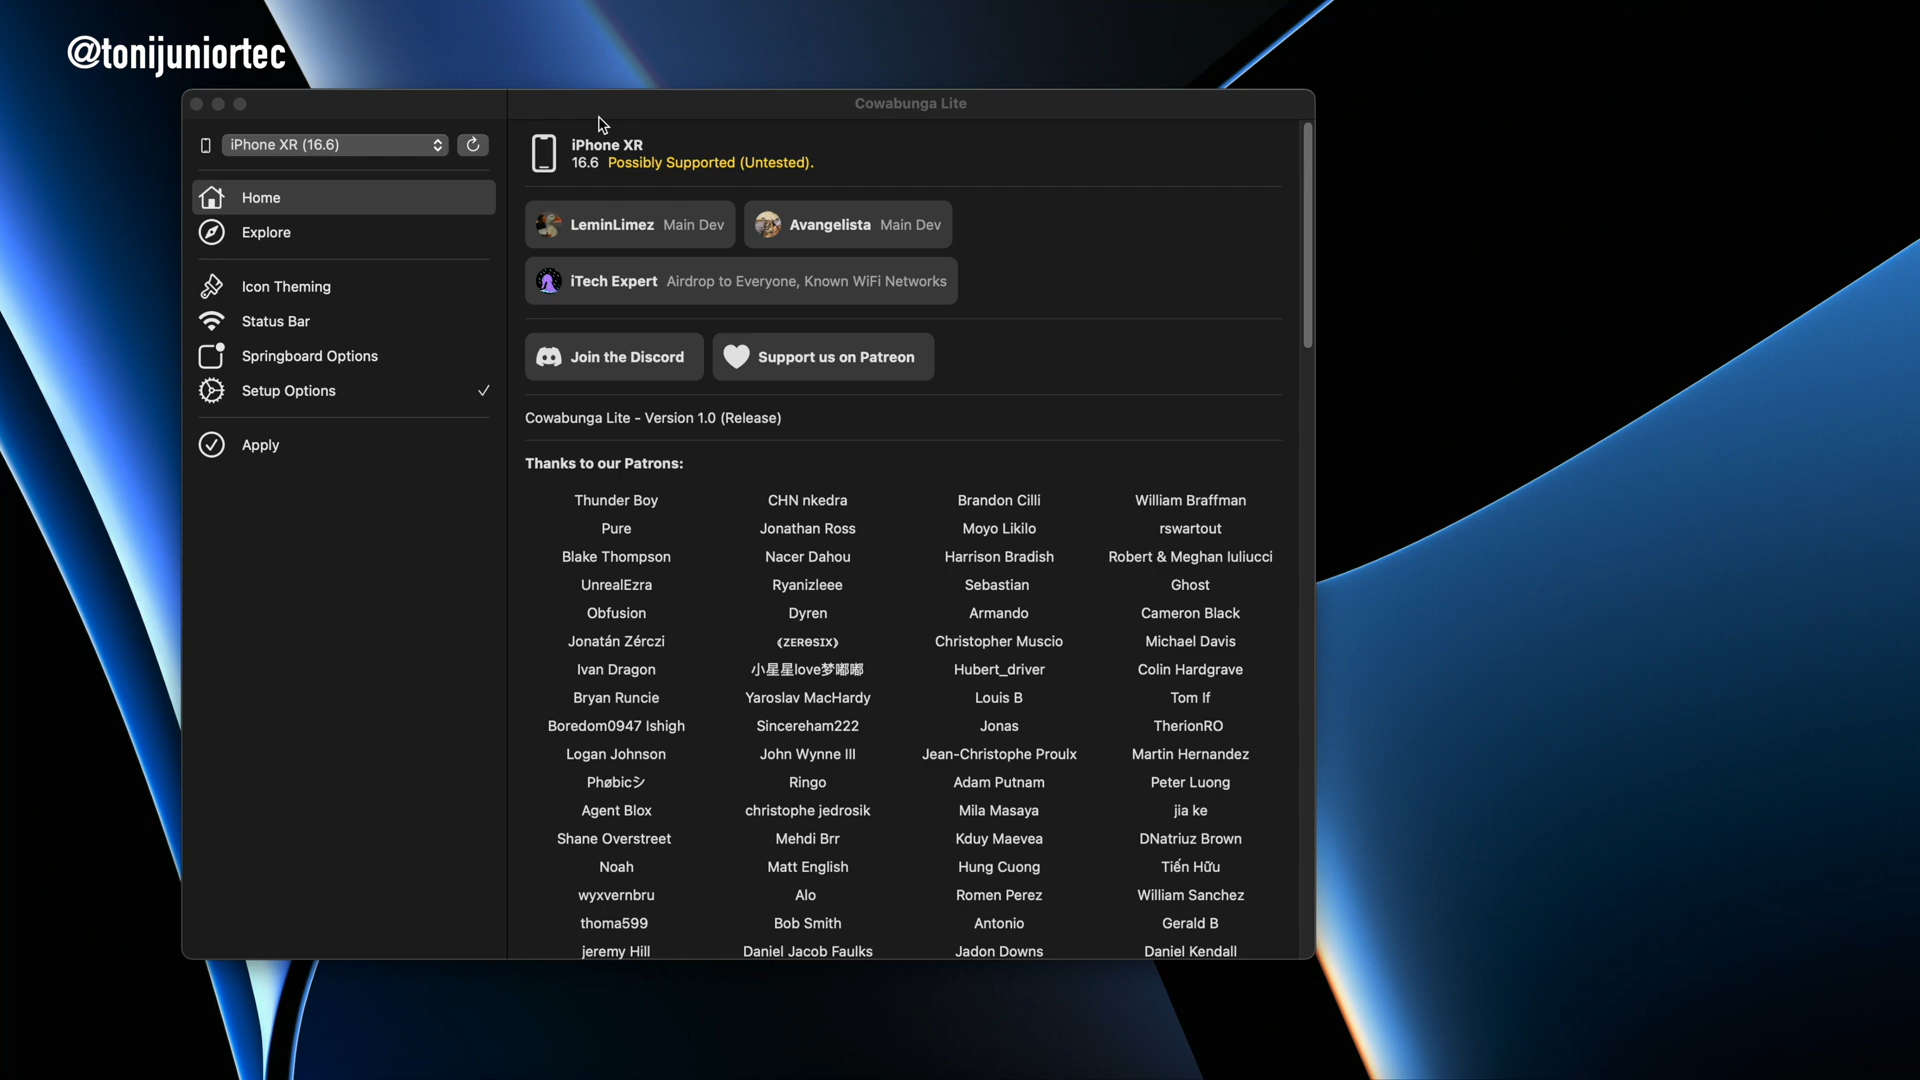 @tonijuniortec
Cowabunga Lite
iPhone XR (16.6)
Home
Explore
Icon Theming
Status Bar
Springboard Options
Setup Options
Apply
iPhone XR
16.6 Possibly Supported (Untested).
LeminLimez Main Dev
Avangelista Main Dev
iTech Expert Airdrop to Everyone, Known WiFi Networks
Join the Discord
Support us on Patreon
Cowabunga Lite - Version 1.0 (Release)
Thanks to our Patrons:
Thunder Boy CHN nkedra Brandon Cilli William Braffman
Pure Jonathan Ross Moyo Likilo rswartout
Blake Thompson Nacer Dahou Harrison Bradish Robert & Meghan Iuliucci
UnrealEzra Ryanizleee Sebastian Ghost
Obfusion Dyren Armando Cameron Black
Jonatán Zérczi ⦅ZEROSIX⦆ Christopher Muscio Michael Davis
Ivan Dragon 小星星love梦嘟嘟 Hubert_driver Colin Hardgrave
Bryan Runcie Yaroslav MacHardy Louis B Tom If
Boredom0947 Ishigh Sincereham222 Jonas TherionRO
Logan Johnson John Wynne III Jean-Christophe Proulx Martin Hernandez
Phøbicシ Ringo Adam Putnam Peter Luong
Agent Blox christophe jedrosik Mila Masaya jia ke
Shane Overstreet Mehdi Brr Kduy Maevea DNatriuz Brown
Noah Matt English Hung Cuong Tiến Hữu
wyxvernbru Alo Romen Perez William Sanchez
thoma599 Bob Smith Antonio Gerald B
jeremy Hill Daniel Jacob Faulks Jadon Downs Daniel Kendall